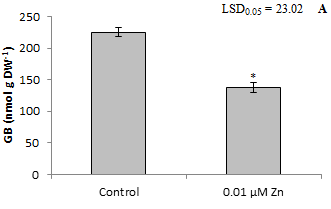 LSD0.05 = 23.02 A
250
200
150
100
50
0
GB (nmol g DW-1)
*
Control
0.01 µM Zn